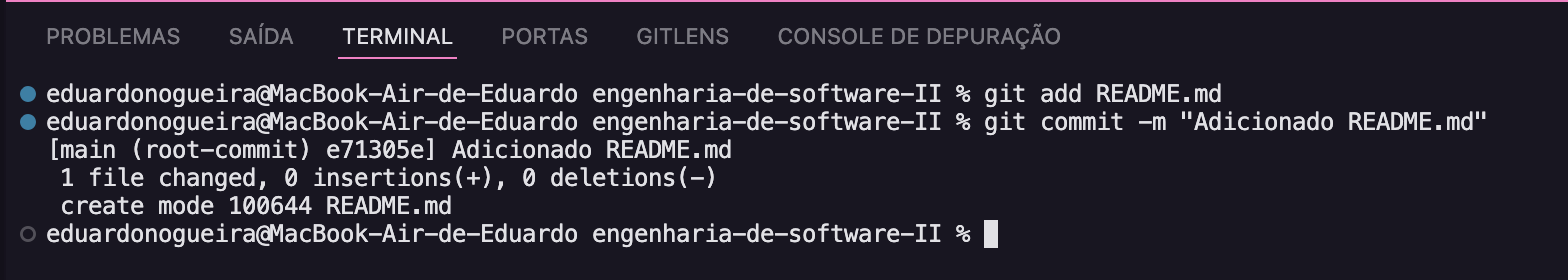 PROBLEMAS SAÍDA TERMINAL PORTAS GITLENS CONSOLE DE DEPURAÇÃO
eduardonogueira@MacBook-Air-de-Eduardo engenharia-de-software-II % git add README.md
eduardonogueira@MacBook-Air-de-Eduardo engenharia-de-software-II % git commit -m "Adicionado README.md"
[main (root-commit) e71305e] Adicionado README.md
1 file changed, 0 insertions(+), 0 deletions(-)
create mode 100644 README.md
eduardonogueira@MacBook-Air-de-Eduardo engenharia-de-software-II %